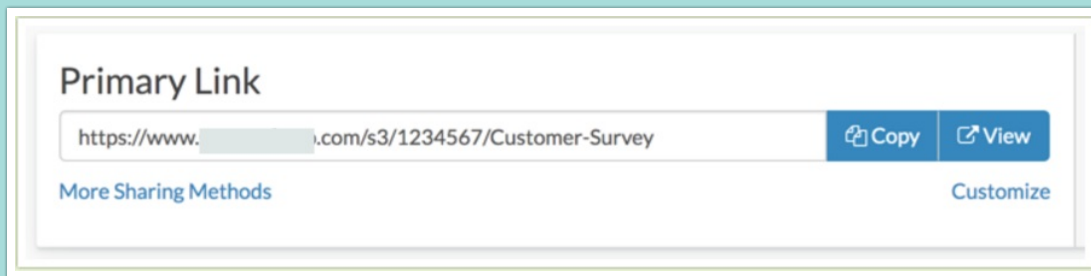 Primary Link
https://www. .com/s3/1234567/Customer-Survey
Copy
View
More Sharing Methods
Customize